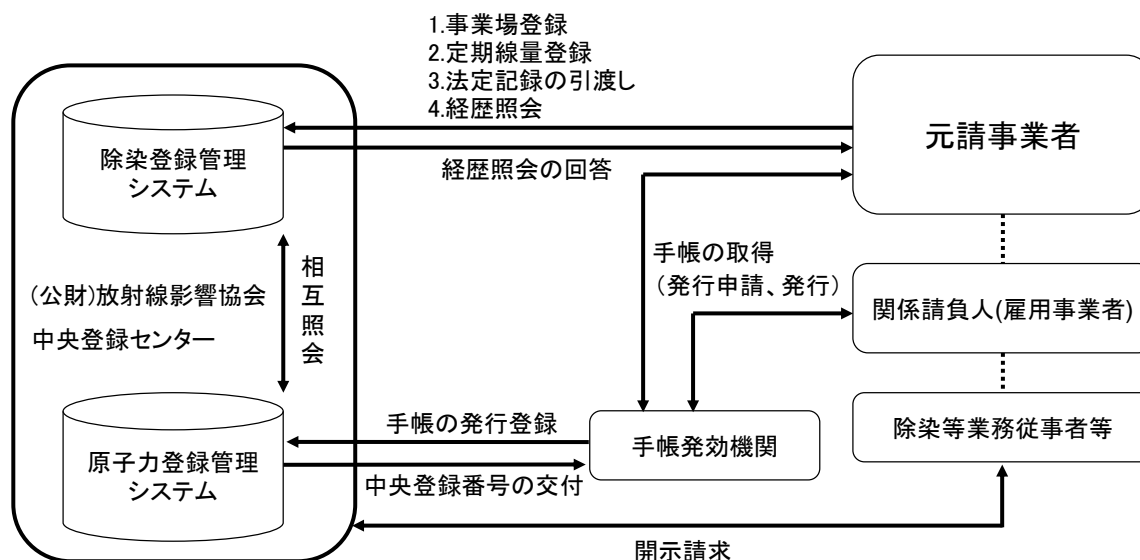 1.事業場登録
2.定期線量登録
3.法定記録の引渡し
4.経歴照会
元請事業者
除染登録管理
システム
経歴照会の回答
手帳の取得
（発行申請、発行）
相互照会
(公財)放射線影響協会
中央登録センター
関係請負人(雇用事業者)
手帳の発行登録
手帳発効機関
除染等業務従事者等
原子力登録管理
システム
中央登録番号の交付
開示請求